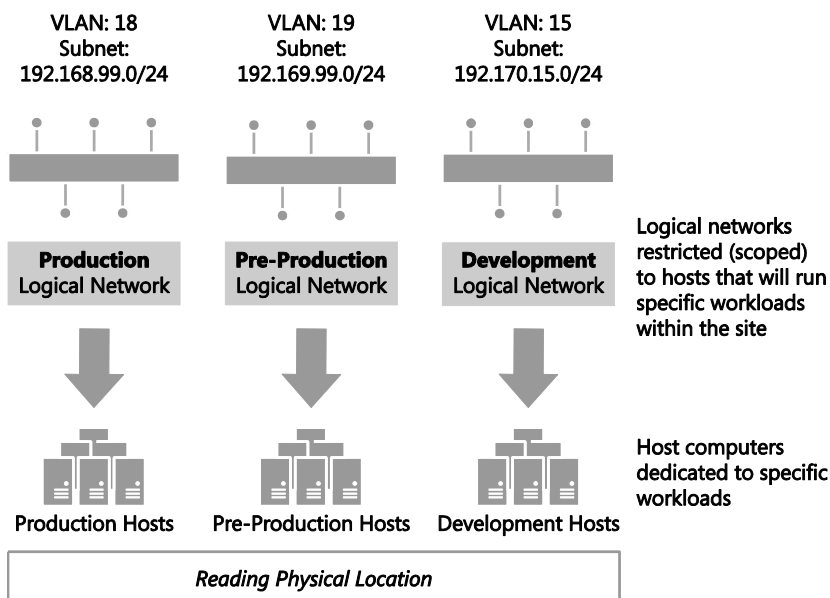 VLAN: 18
Subnet:
192.168.99.0/24
VLAN: 19
Subnet:
192.169.99.0/24
VLAN: 15
Subnet:
192.170.15.0/24
Production
Logical Network
Pre-Production
Logical Network
Development
Logical Network
Logical networks
restricted (scoped)
to hosts that will run
specific workloads
within the site
Production Hosts
Pre-Production Hosts
Development Hosts
Host computers
dedicated to specific
workloads
Reading Physical Location